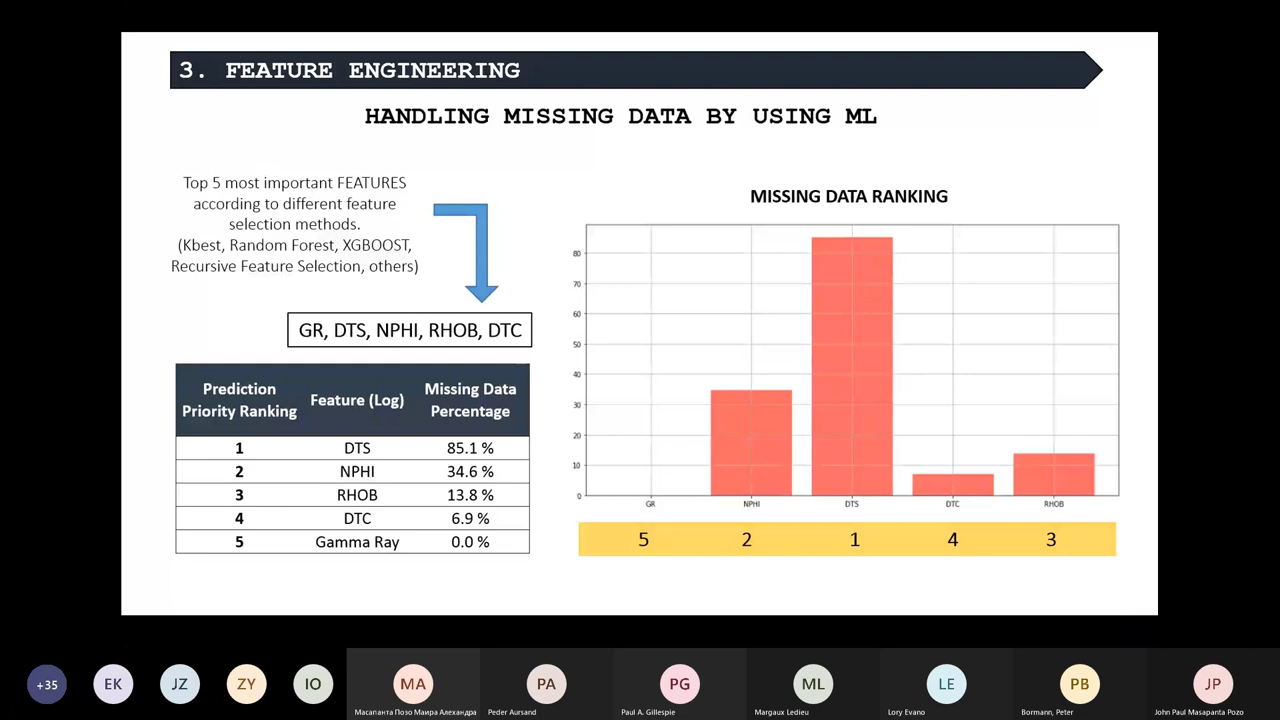 3. FEATURE ENGINEERING
HANDLING MISSING DATA BY USING ML
Top 5 most important FEATURES
according to different feature
selection methods.
(Kbest, Random Forest, XGBOOST,
Recursive Feature Selection, others)
GR, DTS, NPHI, RHOB, DTC
Prediction Priority Ranking Feature (Log) Missing Data Percentage
1 DTS 85.1 %
2 NPHI 34.6 %
3 RHOB 13.8 %
4 DTC 6.9 %
5 Gamma Ray 0.0 %
MISSING DATA RANKING
80
70
60
50
40
30
20
10
0
GR NPHI DTS DTC RHOB
5 2 1 4 3
+35 EK JZ ZY IO MA PA PG ML LE PB JP
Масапанта Позо Маира Алехандра Peder Aursand Paul A. Gillespie Margaux Ledieu Lory Evano Bormann, Peter John Paul Masapanta Pozo